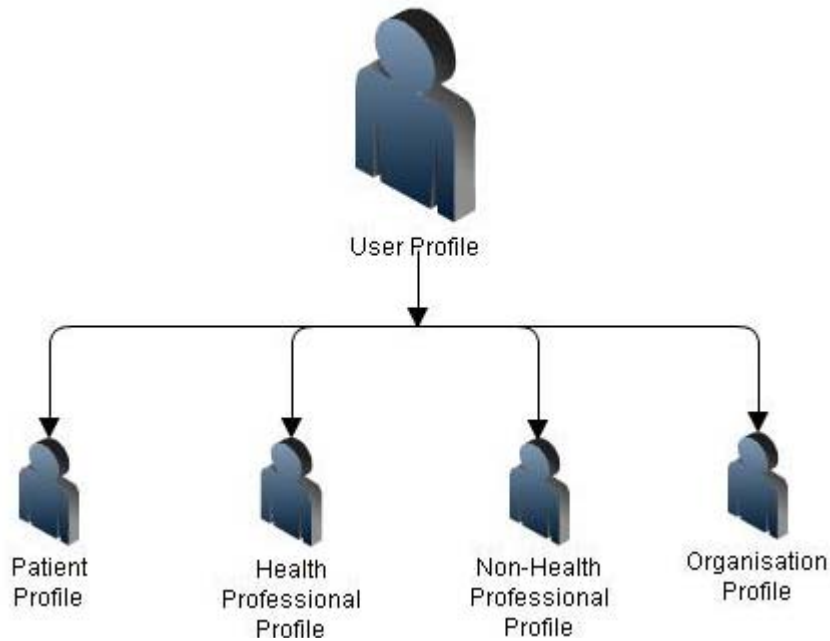 User Profile
Patient
Profile
Health
Professional
Profile
Non-Health
Professional
Profile
Organisation
Profile